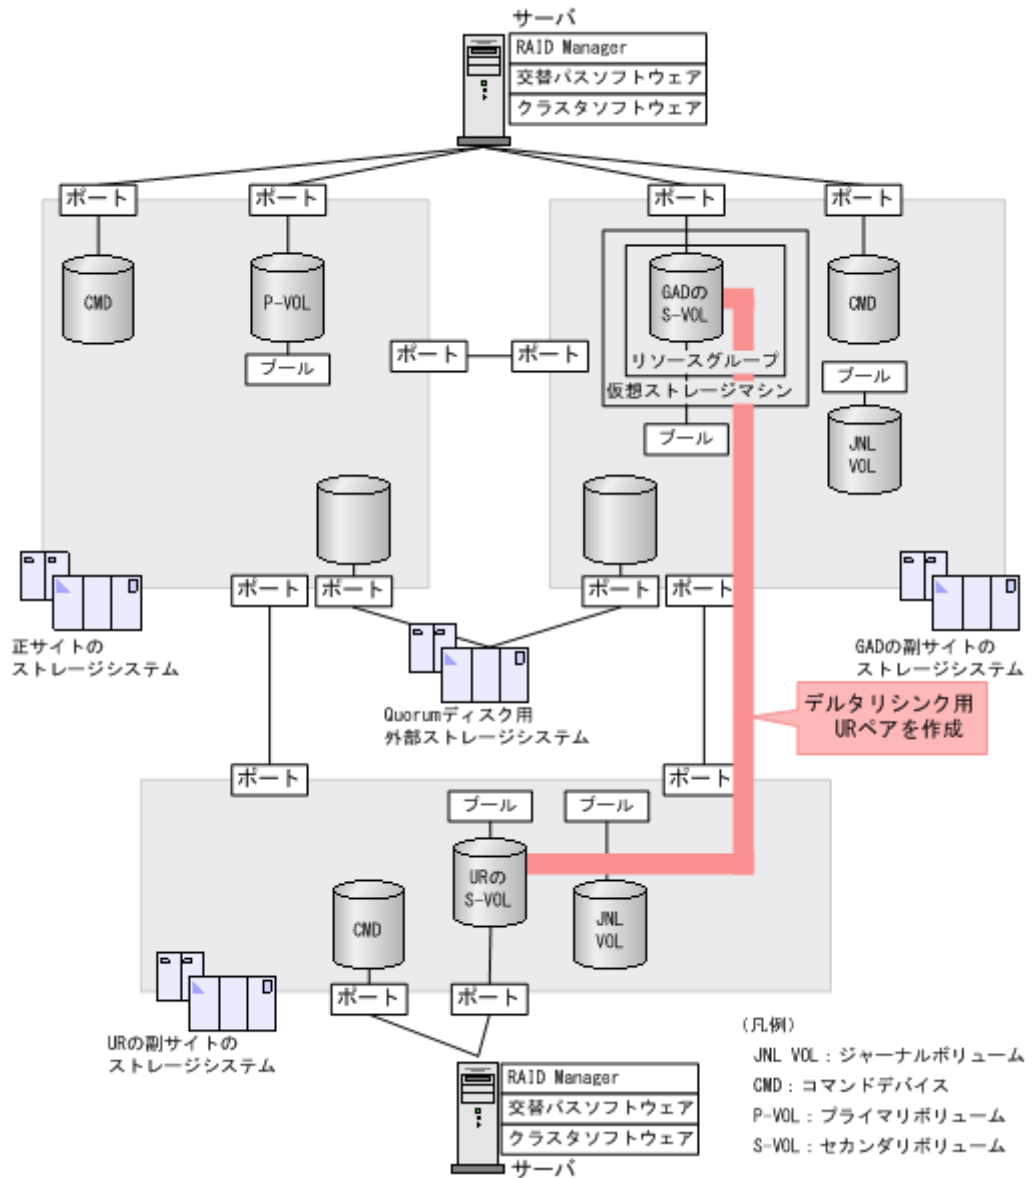 サーバ
RAID Manager
交替パスソフトウェア
クラスタソフトウェア
ポート
ポート
ポート
ポート
CMD
P-VOL
プール
GADの
S-VOL
リソースグループ
仮想ストレージマシン
プール
CMD
プール
JNL
VOL
ポート
ポート
ポート
ポート
ポート
ポート
正サイトの
ストレージシステム
Quorumディスク用
外部ストレージシステム
GADの副サイトの
ストレージシステム
デルタリシンク用
URペアを作成
ポート
ポート
プール
プール
URの
S-VOL
CMD
JNL
VOL
ポート
ポート
URの副サイトの
ストレージシステム
RAID Manager
交替パスソフトウェア
クラスタソフトウェア
サーバ
(凡例)
JNL VOL：ジャーナルボリューム
CMD：コマンドデバイス
P-VOL：プライマリボリューム
S-VOL：セカンダリボリューム